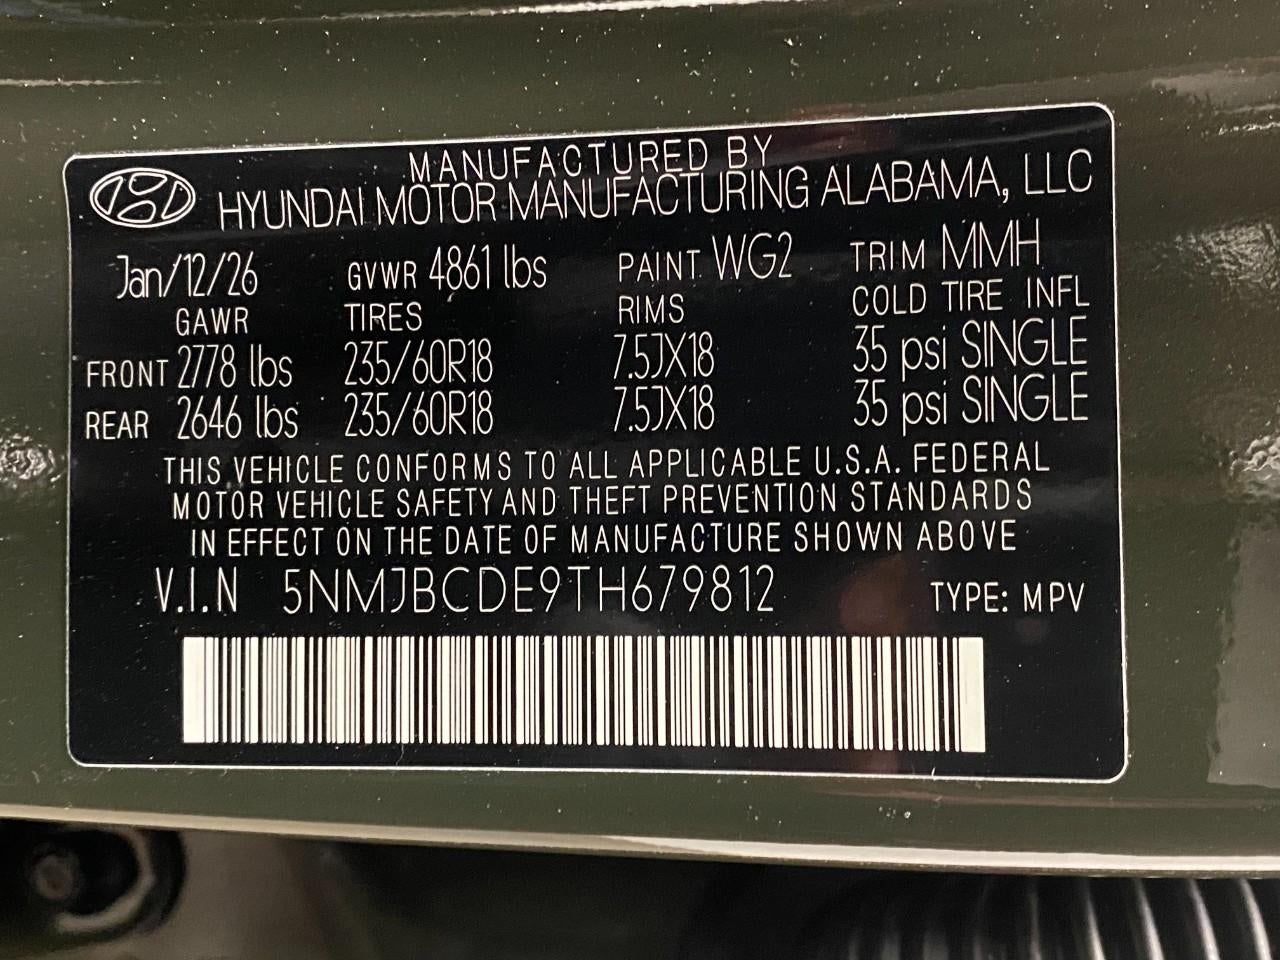 MANUFACTURED BY
HYUNDAI MOTOR MANUFACTURING ALABAMA, LLC
Jan/12/26 GVWR 4861 lbs PAINT WG2 TRIM MMH
GAWR TIRES RIMS COLD TIRE INFL
FRONT 2778 lbs 235/60R18 7.5JX18 35 psi SINGLE
REAR 2646 lbs 235/60R18 7.5JX18 35 psi SINGLE
THIS VEHICLE CONFORMS TO ALL APPLICABLE U.S.A. FEDERAL
MOTOR VEHICLE SAFETY AND THEFT PREVENTION STANDARDS
IN EFFECT ON THE DATE OF MANUFACTURE SHOWN ABOVE
V.I.N 5NMJBCDE9TH679812 TYPE: MPV